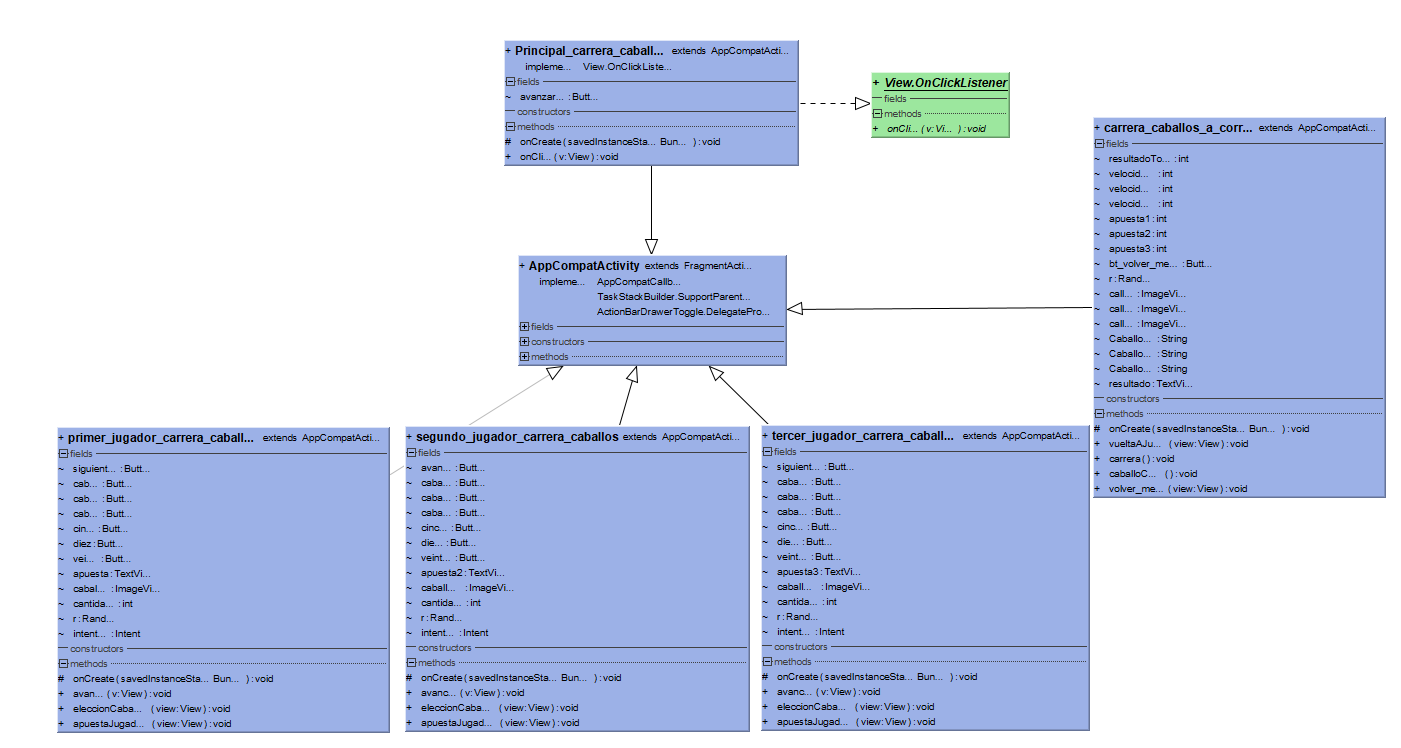 + Principal_carrera_caball... extends AppCompatActi...
impleme... View.OnClickListe...
fields
~ avanzar... : Butt...
constructors
methods
# onCreate ( savedInstanceSta... Bun... ) : void
+ onCli... ( v: View ) : void
+ View.OnClickListener
fields
methods
+ onCli... ( v: Vi... ) : void
+ carrera_caballos_a_corr... extends AppCompatActi...
fields
~ resultadoTo... : int
~ velocid... : int
~ velocid... : int
~ velocid... : int
~ apuesta1: int
~ apuesta2: int
~ apuesta3: int
~ bt_volver_me... : Butt...
~ r : Rand...
~ call... : ImageVi...
~ call... : ImageVi...
~ call... : ImageVi...
~ Caballo... : String
~ Caballo... : String
~ Caballo... : String
~ resultado : TextVi...
constructors
methods
# onCreate ( savedInstanceSta... Bun... ) : void
+ vueltaAJu... ( view: View ) : void
+ carrera ( ) : void
+ caballoC... ( ) : void
+ volver_me... ( view: View ) : void
+ AppCompatActivity extends FragmentActi...
impleme... AppCompatCallb...
TaskStackBuilder.SupportParent...
ActionBarDrawerToggle.DelegatePro...
fields
constructors
methods
+ primer_jugador_carrera_caball... extends AppCompatActi...
fields
~ siguient... : Butt...
~ cab... : Butt...
~ cab... : Butt...
~ cab... : Butt...
~ cin... : Butt...
~ diez : Butt...
~ vei... : Butt...
~ apuesta : TextVi...
~ cabal... : ImageVi...
~ cantida... : int
~ r : Rand...
~ intent... : Intent
constructors
methods
# onCreate ( savedInstanceSta... Bun... ) : void
+ avan... ( v: View ) : void
+ eleccionCaba... ( view: View ) : void
+ apuestaJugad... ( view: View ) : void
+ segundo_jugador_carrera_caballos extends AppCompatActi...
fields
~ avan... : Butt...
~ caba... : Butt...
~ caba... : Butt...
~ caba... : Butt...
~ cinc... : Butt...
~ die... : Butt...
~ veint... : Butt...
~ apuesta2 : TextVi...
~ caball... : ImageVi...
~ cantida... : int
~ r : Rand...
~ intent... : Intent
constructors
methods
# onCreate ( savedInstanceSta... Bun... ) : void
+ avanc... ( v: View ) : void
+ eleccionCaba... ( view: View ) : void
+ apuestaJugad... ( view: View ) : void
+ tercer_jugador_carrera_caball... extends AppCompatActi...
fields
~ siguient... : Butt...
~ caba... : Butt...
~ caba... : Butt...
~ caba... : Butt...
~ cinc... : Butt...
~ die... : Butt...
~ veint... : Butt...
~ apuesta3 : TextVi...
~ caball... : ImageVi...
~ cantida... : int
~ r : Rand...
~ intent... : Intent
constructors
methods
# onCreate ( savedInstanceSta... Bun... ) : void
+ avanc... ( v: View ) : void
+ eleccionCaba... ( view: View ) : void
+ apuestaJugad... ( view: View ) : void